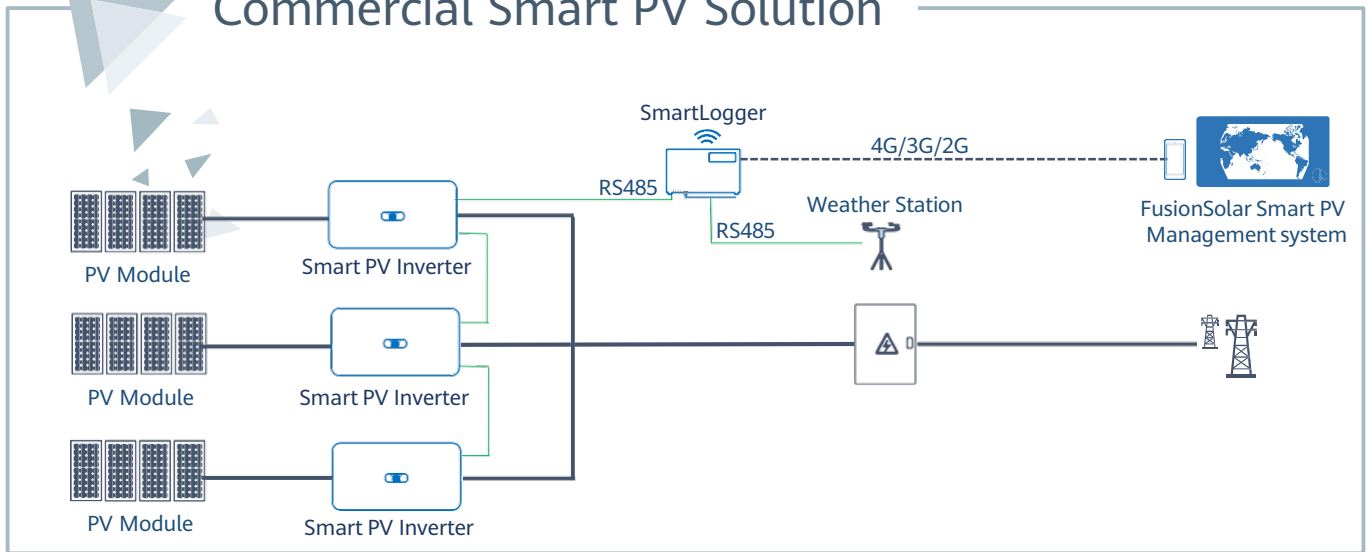 Commercial Smart PV Solution
SmartLogger
4G/3G/2G
RS485
Weather Station
RS485
FusionSolar Smart PV
Management system
PV Module
Smart PV Inverter
PV Module
Smart PV Inverter
PV Module
Smart PV Inverter